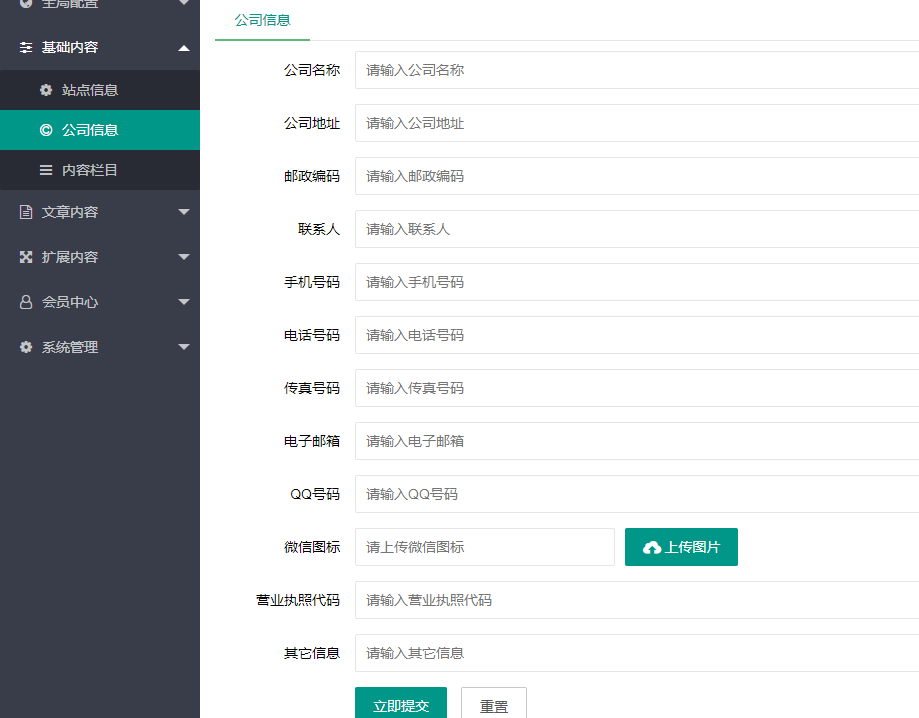 全局配置
基础内容
站点信息
公司信息
内容栏目
文章内容
扩展内容
会员中心
系统管理
公司信息
公司名称 请输入公司名称
公司地址 请输入公司地址
邮政编码 请输入邮政编码
联系人 请输入联系人
手机号码 请输入手机号码
电话号码 请输入电话号码
传真号码 请输入传真号码
电子邮箱 请输入电子邮箱
QQ号码 请输入QQ号码
微信图标 请上传微信图标 上传图片
营业执照代码 请输入营业执照代码
其它信息 请输入其它信息
立即提交 重置